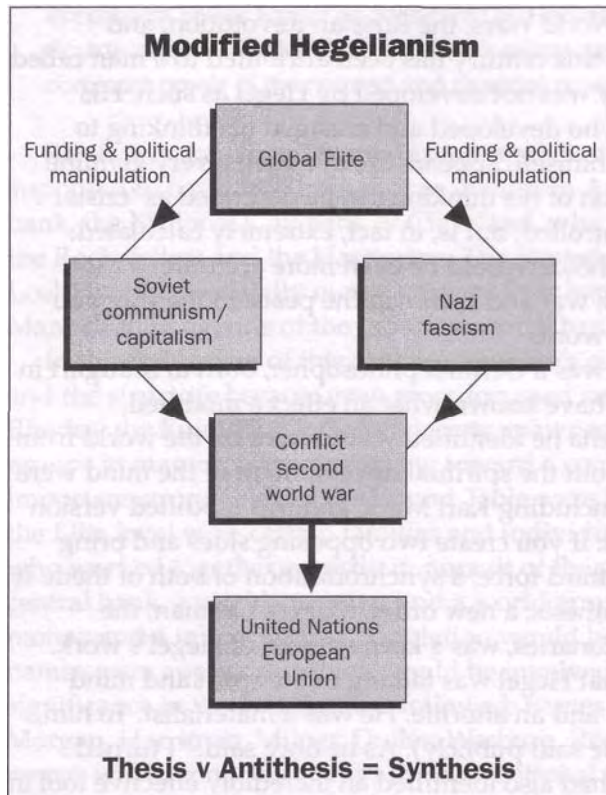 Modified Hegelianism
Funding & political
manipulation
Global Elite
Funding & political
manipulation
Soviet
communism/
capitalism
Nazi
fascism
Conflict
second
world war
United Nations
European
Union
Thesis v Antithesis = Synthesis